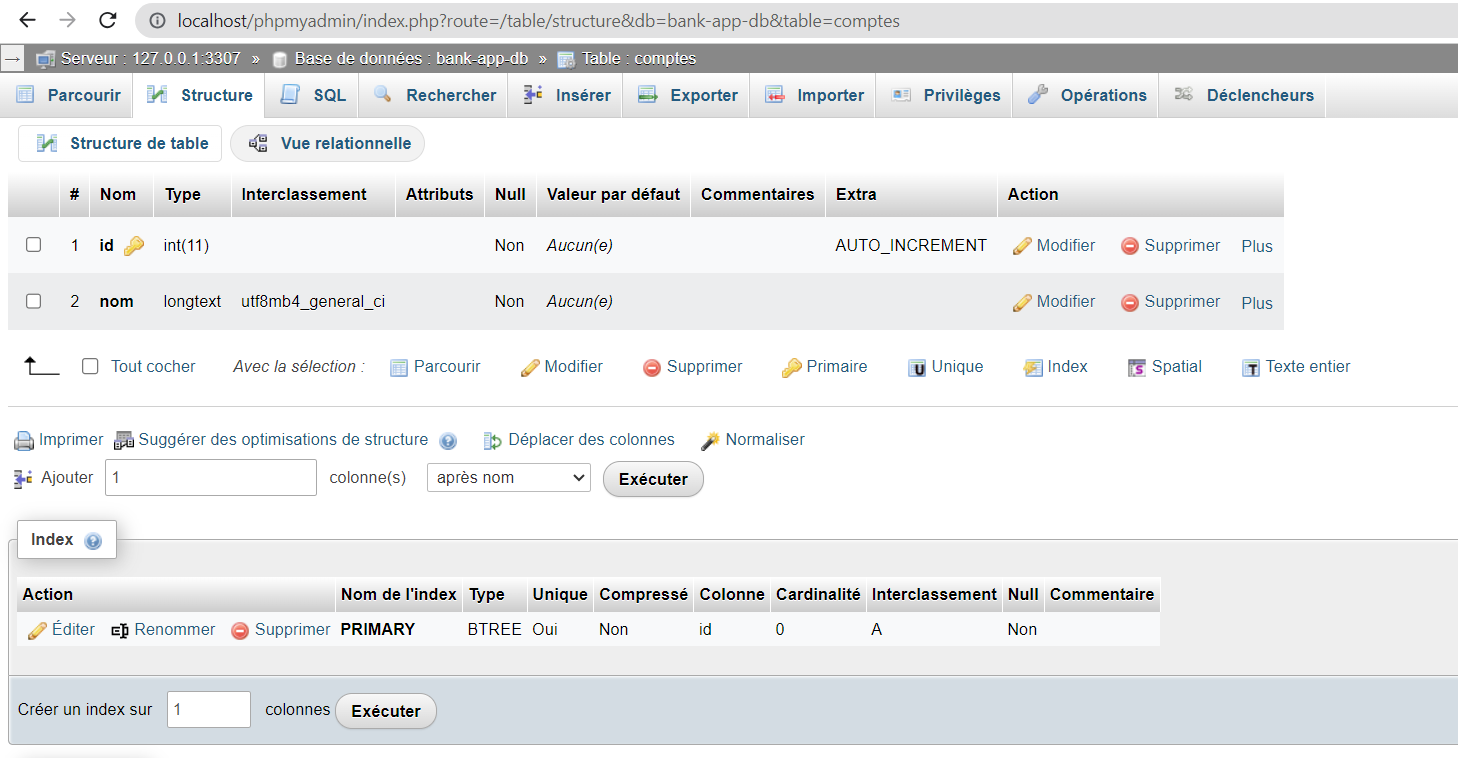 localhost/phpmyadmin/index.php?route=/table/structure&db=bank-app-db&table=comptes
Serveur : 127.0.0.1:3307 » Base de données : bank-app-db » Table : comptes
Parcourir Structure SQL Rechercher Insérer Exporter Importer Privilèges Opérations Déclencheurs
Structure de table Vue relationnelle
# Nom Type Interclassement Attributs Null Valeur par défaut Commentaires Extra Action
1 id int(11) Non Aucun(e) AUTO_INCREMENT Modifier Supprimer Plus
2 nom longtext utf8mb4_general_ci Non Aucun(e) Modifier Supprimer Plus
Tout cocher Avec la sélection : Parcourir Modifier Supprimer Primaire Unique Index Spatial Texte entier
Imprimer Suggérer des optimisations de structure Déplacer des colonnes Normaliser
Ajouter 1 colonne(s) après nom Exécuter
Index
Action Nom de l'index Type Unique Compressé Colonne Cardinalité Interclassement Null Commentaire
Éditer Renommer Supprimer PRIMARY BTREE Oui Non id 0 A Non
Créer un index sur 1 colonnes Exécuter